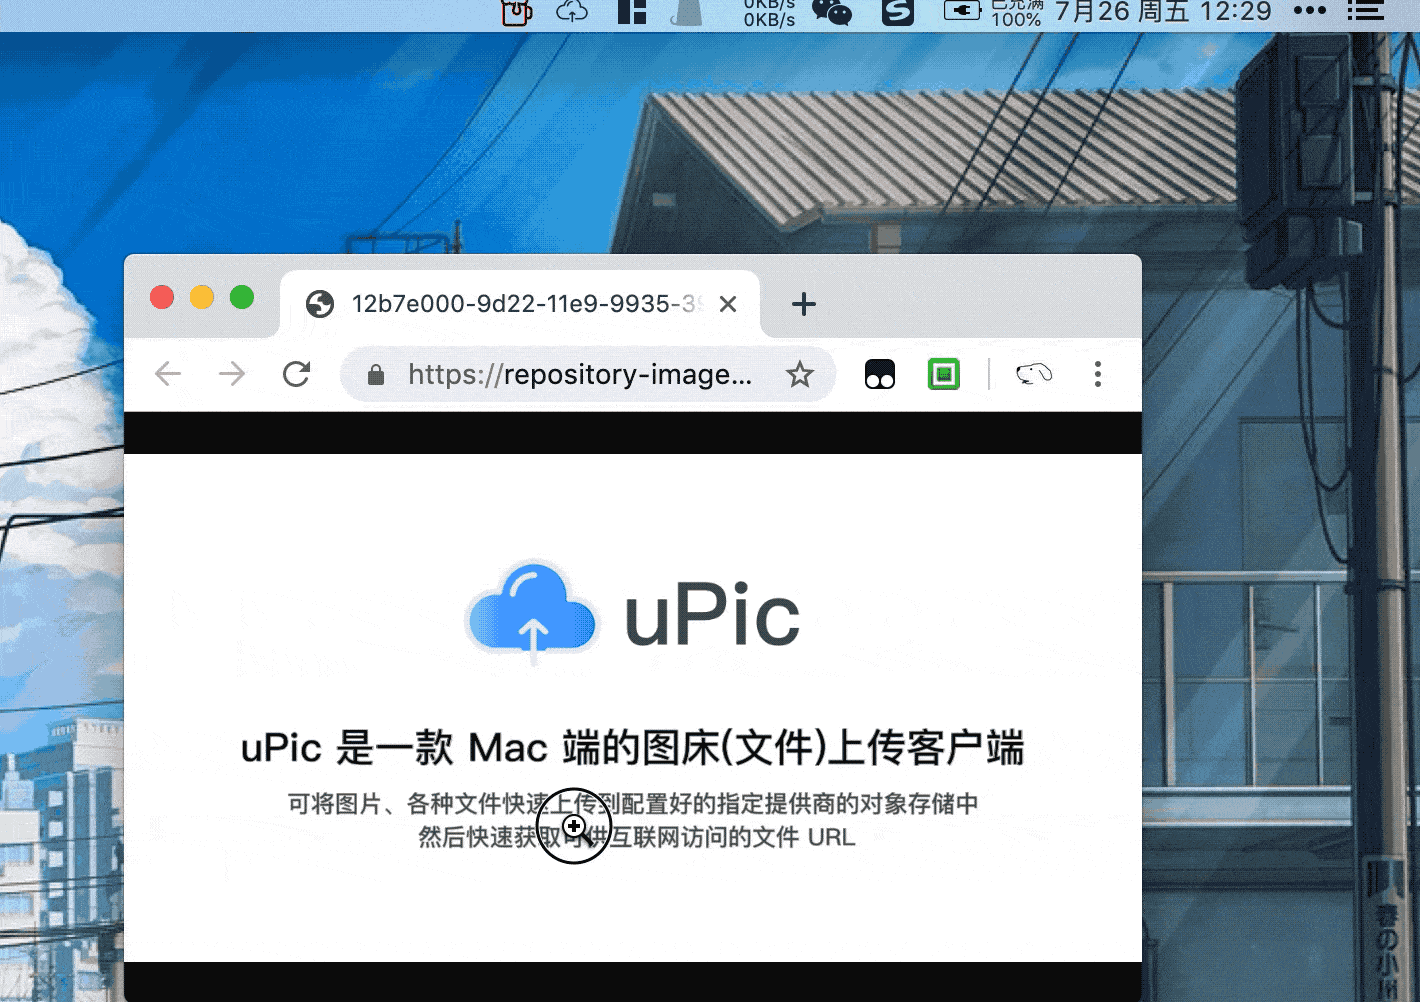 0KB/s
0KB/s
已充满
100%
7月26 周五 12:29
12b7e000-9d22-11e9-9935-39
https://repository-image...
uPic
uPic 是一款 Mac 端的图床(文件)上传客户端
可将图片、各种文件快速上传到配置好的指定提供商的对象存储中
然后快速获取可供互联网访问的文件 URL
春の小